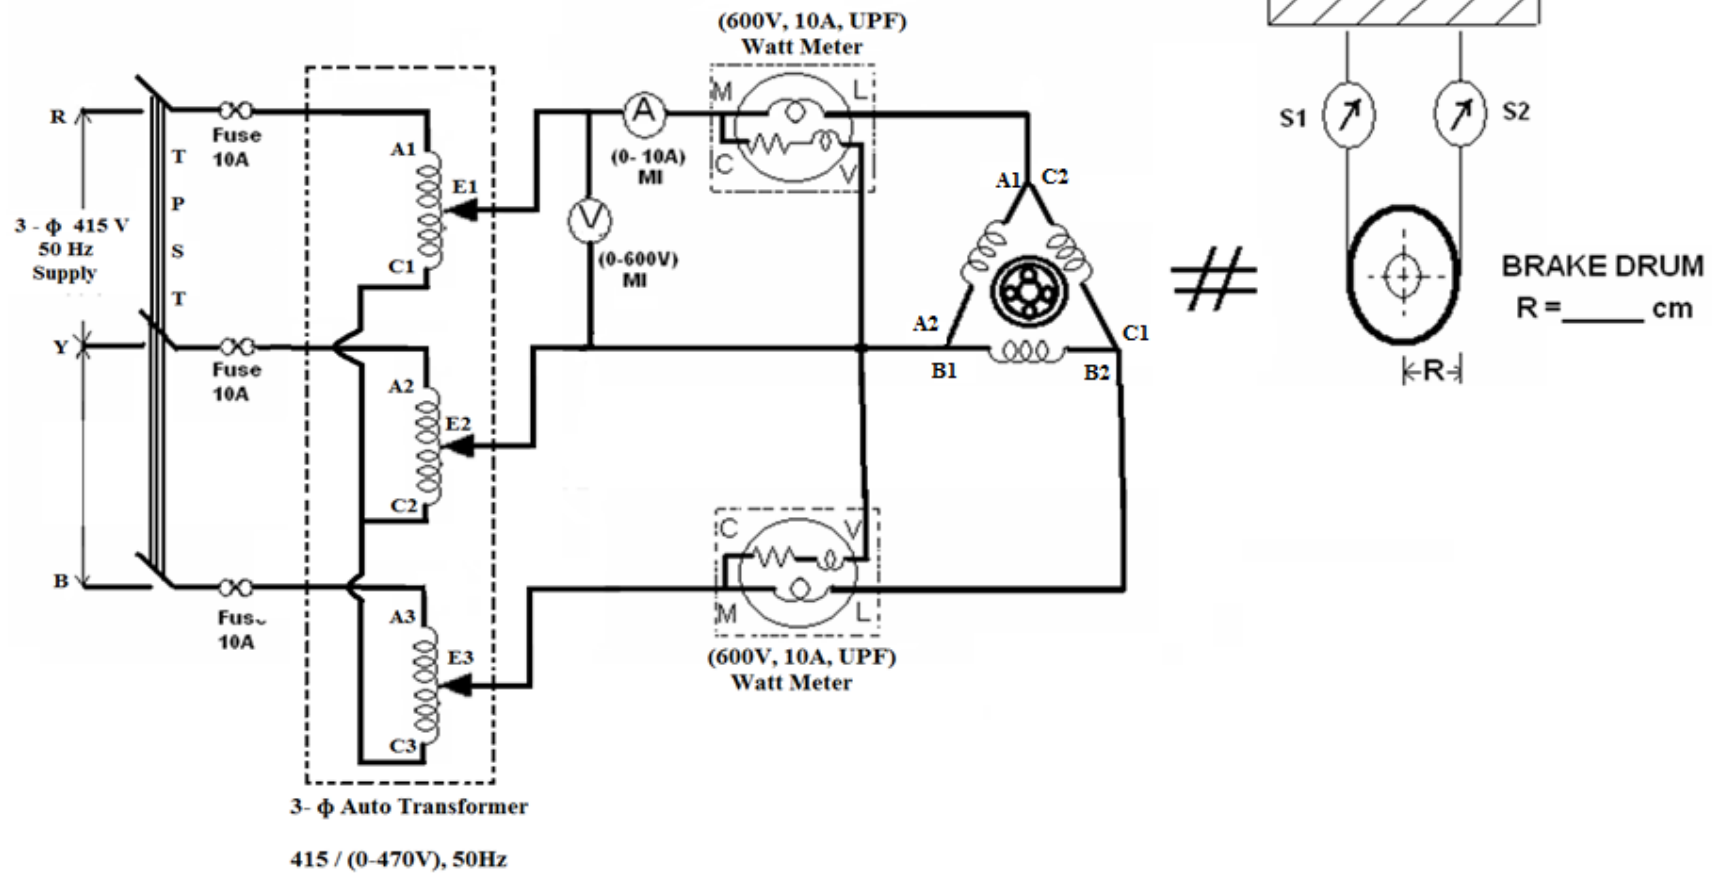 (600V, 10A, UPF)
Watt Meter
M
L
C
V
R
Fuse
10A
T
P
S
T
3 - ϕ 415 V
50 Hz
Supply
A1
E1
C1
A
(0- 10A)
MI
V
(0-600V)
MI
A1
C2
A2
B1
C1
B2
S1
S2
BRAKE DRUM
R =_____ cm
R
Y
Fuse
10A
A2
E2
C2
B
10A
A3
E3
C3
C
V
M
L
(600V, 10A, UPF)
Watt Meter
3- ϕ Auto Transformer
415 / (0-470V), 50Hz